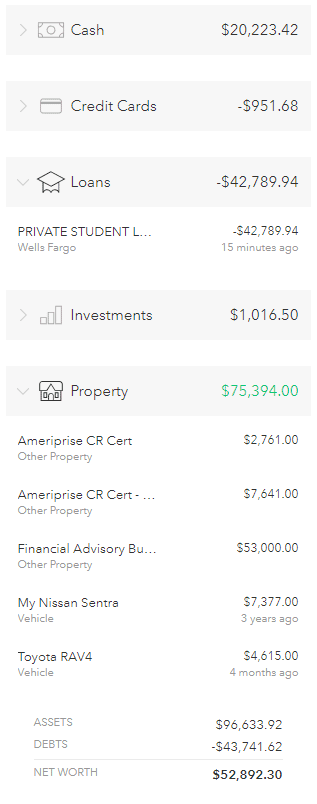 Cash $20,223.42
Credit Cards -$951.68
Loans -$42,789.94
PRIVATE STUDENT L... -$42,789.94
Wells Fargo 15 minutes ago
Investments $1,016.50
Property $75,394.00
Ameriprise CR Cert $2,761.00
Other Property
Ameriprise CR Cert - ... $7,641.00
Other Property
Financial Advisory Bu... $53,000.00
Other Property
My Nissan Sentra $7,377.00
Vehicle 3 years ago
Toyota RAV4 $4,615.00
Vehicle 4 months ago
ASSETS $96,633.92
DEBTS -$43,741.62
NET WORTH $52,892.30